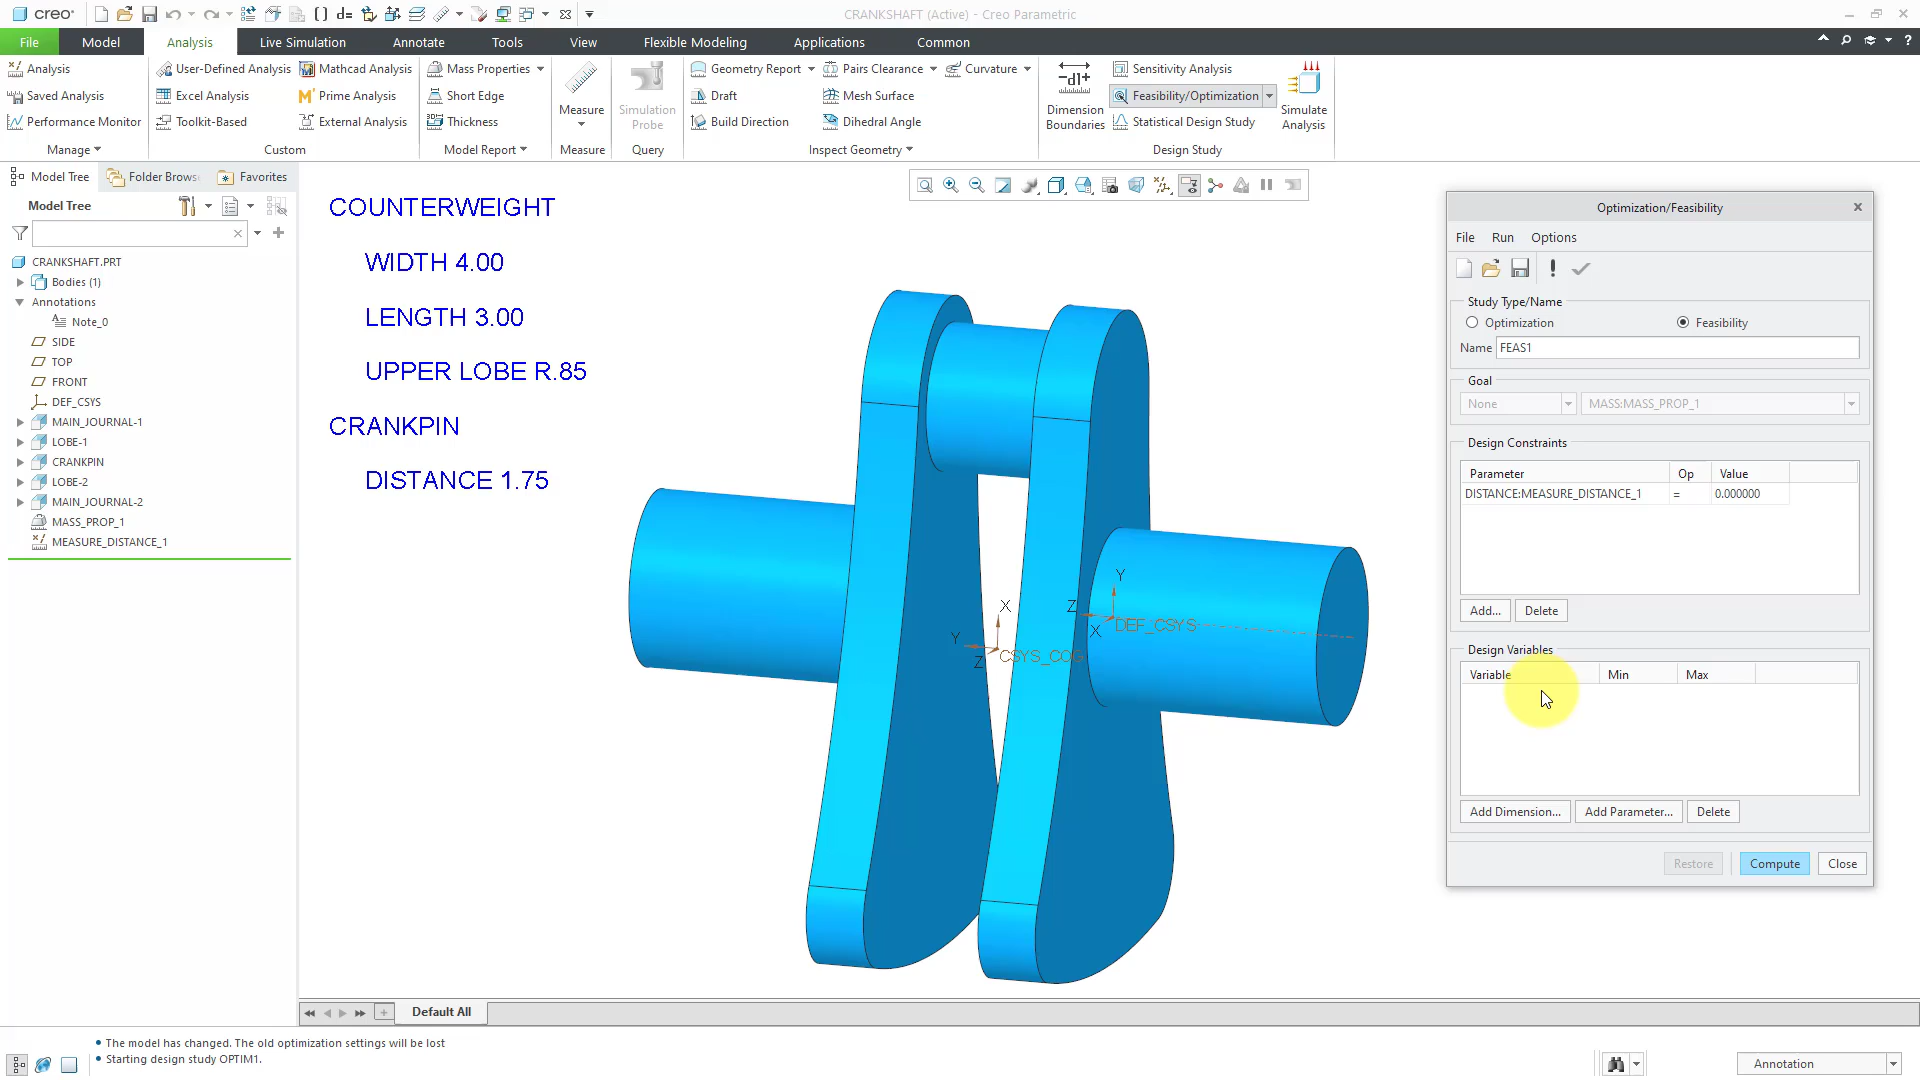 creo
CRANKSHAFT (Active) - Creo Parametric
File Model Analysis Live Simulation Annotate Tools View Flexible Modeling Applications Common
Analysis
Saved Analysis
Performance Monitor
Manage
User-Defined Analysis
Excel Analysis
Toolkit-Based
Mathcad Analysis
Prime Analysis
External Analysis
Custom
Mass Properties
Short Edge
Thickness
Model Report
Measure
Measure
Simulation
Probe
Query
Geometry Report
Draft
Build Direction
Pairs Clearance
Mesh Surface
Dihedral Angle
Curvature
Inspect Geometry
Dimension
Boundaries
Sensitivity Analysis
Feasibility/Optimization
Statistical Design Study
Simulate
Analysis
Design Study
Model Tree Folder Brows Favorites
Model Tree
CRANKSHAFT.PRT
Bodies (1)
Annotations
Note_0
SIDE
TOP
FRONT
DEF_CSYS
MAIN_JOURNAL-1
LOBE-1
CRANKPIN
LOBE-2
MAIN_JOURNAL-2
MASS_PROP_1
MEASURE_DISTANCE_1
COUNTERWEIGHT
WIDTH 4.00
LENGTH 3.00
UPPER LOBE R.85
CRANKPIN
DISTANCE 1.75
X
Y
Z
CSYS_COG
Y
Z
X
DEF_CSYS
Optimization/Feasibility
File Run Options
Study Type/Name
Optimization Feasibility
Name FEAS1
Goal
None MASS:MASS_PROP_1
Design Constraints
Parameter Op Value
DISTANCE:MEASURE_DISTANCE_1 = 0.000000
Add... Delete
Design Variables
Variable Min Max
Add Dimension... Add Parameter... Delete
Restore Compute Close
Default All
• The model has changed. The old optimization settings will be lost
• Starting design study OPTIM1.
Annotation